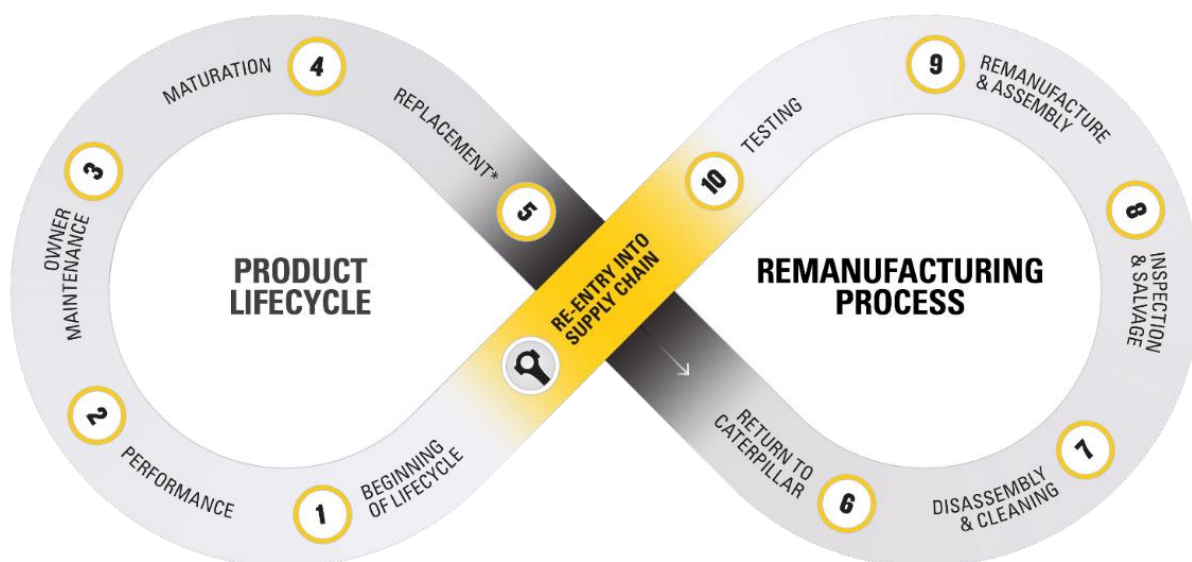 PRODUCT
LIFECYCLE
1
BEGINNING
OF LIFECYCLE
2
PERFORMANCE
3
OWNER
MAINTENANCE
4
MATURATION
5
REPLACEMENT*
REMANUFACTURING
PROCESS
6
RETURN TO
CATERPILLAR
7
DISASSEMBLY
& CLEANING
8
INSPECTION
& SALVAGE
9
REMANUFACTURE
& ASSEMBLY
10
TESTING
RE-ENTRY INTO
SUPPLY CHAIN